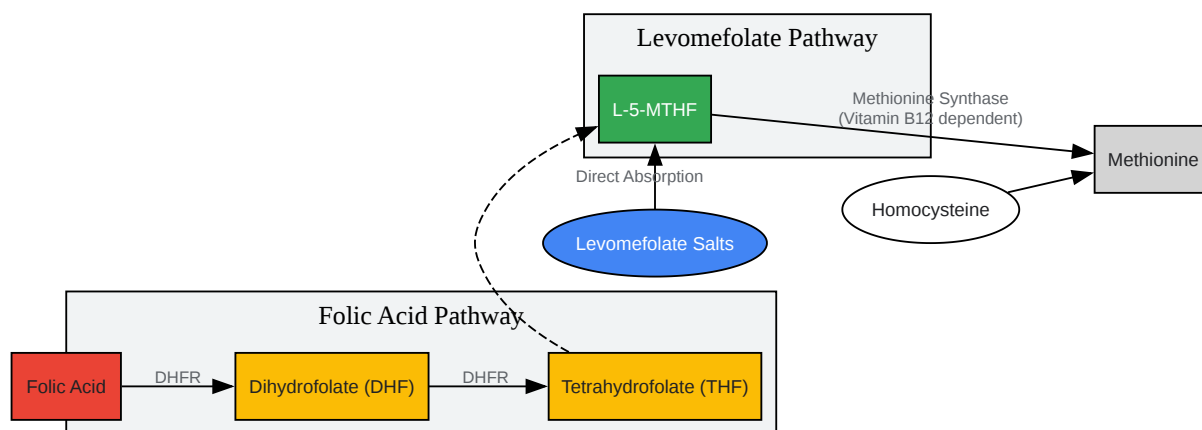 Levomefolate Pathway
L-5-MTHF
Methionine Synthase
(Vitamin B12 dependent)
Methionine
Direct Absorption
Homocysteine
Levomefolate Salts
Folic Acid Pathway
Folic Acid
DHFR
Dihydrofolate (DHF)
DHFR
Tetrahydrofolate (THF)